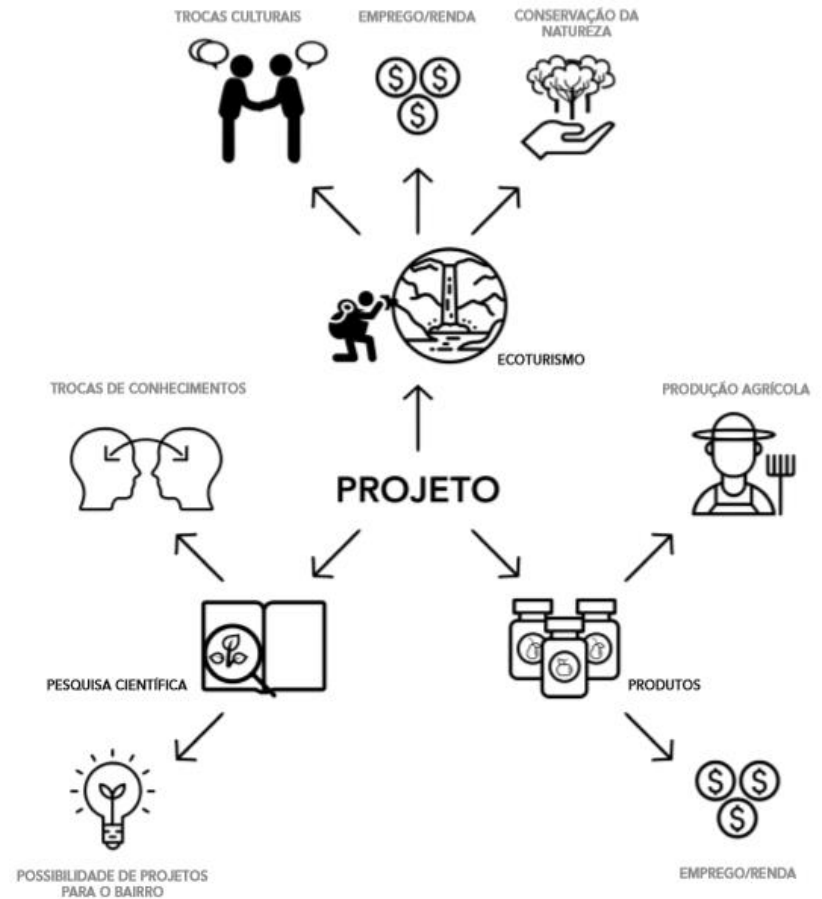 TROCAS CULTURAIS
EMPREGO/RENDA
CONSERVAÇÃO DA
NATUREZA
$ $
$
ECOTURISMO
TROCAS DE CONHECIMENTOS
PRODUÇÃO AGRÍCOLA
PROJETO
PESQUISA CIENTÍFICA
PRODUTOS
$ $
$
POSSIBILIDADE DE PROJETOS
PARA O BAIRRO
EMPREGO/RENDA